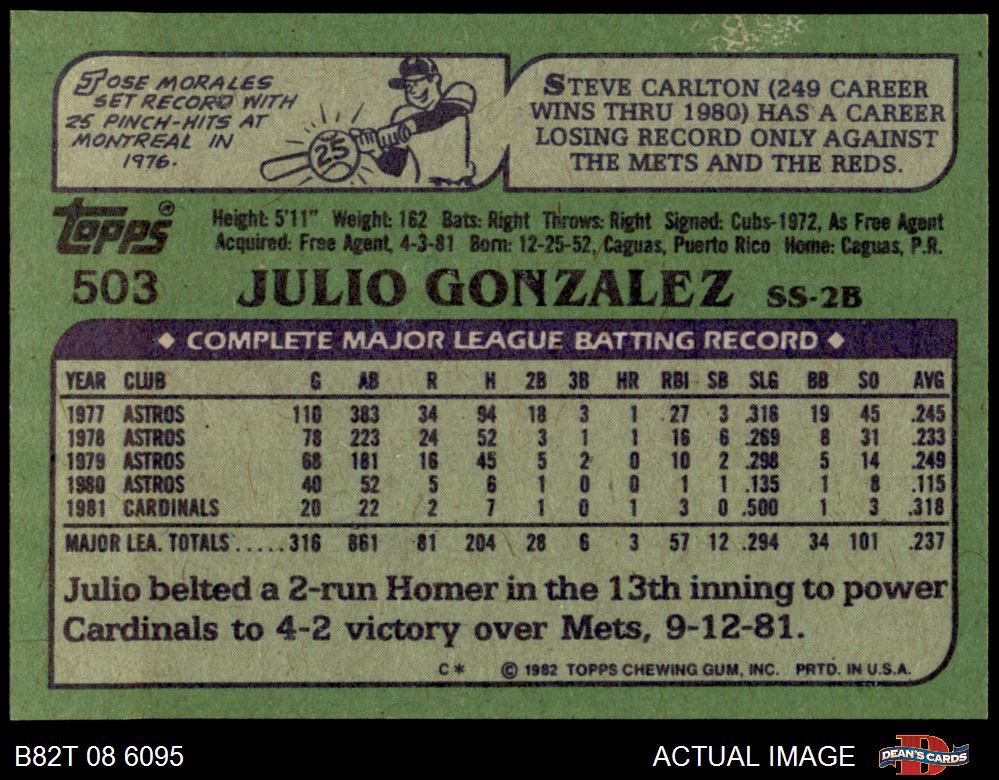 JOSE MORALES
SET RECORD WITH
25 PINCH-HITS AT
MONTREAL IN
1976.
25
STEVE CARLTON (249 CAREER
WINS THRU 1980) HAS A CAREER
LOSING RECORD ONLY AGAINST
THE METS AND THE REDS.
topps®
Height: 5'11" Weight: 162 Bats: Right Throws: Right Signed: Cubs-1972, As Free Agent
Acquired: Free Agent, 4-3-81 Born: 12-25-52, Caguas, Puerto Rico Home: Caguas, P.R.
503 JULIO GONZALEZ SS-2B
◆ COMPLETE MAJOR LEAGUE BATTING RECORD ◆
YEAR CLUB G AB R H 2B 3B HR RBI SB SLG BB SO AVG
1977 ASTROS 110 383 34 94 18 3 1 27 3 .316 19 45 .245
1978 ASTROS 78 223 24 52 3 1 1 16 6 .269 8 31 .233
1979 ASTROS 68 181 16 45 5 2 0 10 2 .298 5 14 .249
1980 ASTROS 40 52 5 6 1 0 0 1 1 .135 1 8 .115
1981 CARDINALS 20 22 2 7 1 0 1 3 0 .500 1 3 .318
MAJOR LEA. TOTALS.....316 861 81 204 28 6 3 57 12 .294 34 101 .237
Julio belted a 2-run Homer in the 13th inning to power
Cardinals to 4-2 victory over Mets, 9-12-81.
C* © 1982 TOPPS CHEWING GUM, INC. PRTD. IN U.S.A.
B82T 08 6095 ACTUAL IMAGE DEAN'S CARDS